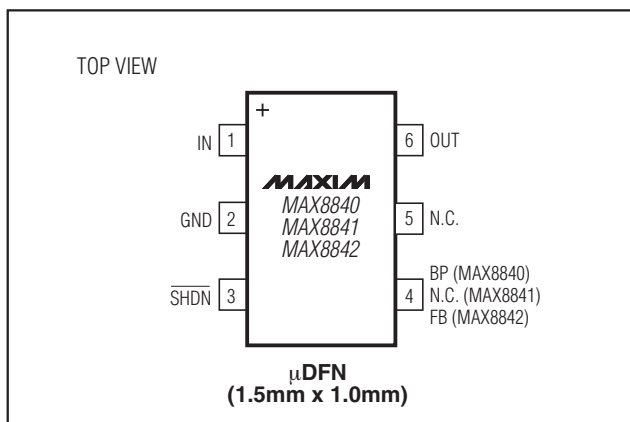 TOP VIEW
+
IN 1
6 OUT
MAXIM
MAX8840
MAX8841
MAX8842
GND 2
5 N.C.
SHDN 3
4 BP (MAX8840)
N.C. (MAX8841)
FB (MAX8842)
µDFN
(1.5mm x 1.0mm)